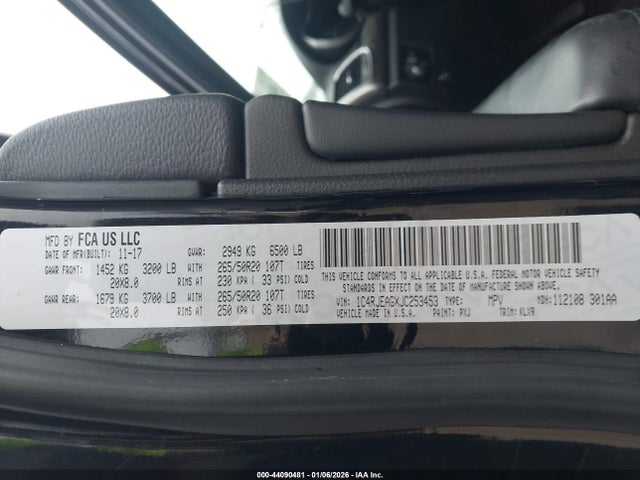 MFD BY FCA US LLC
DATE OF MFR(BUILT): 11-17 GVWR: 2949 KG 6500 LB
GAWR FRONT: 1452 KG 3200 LB WITH 265/50R20 107T TIRES
20X8.0 RIMS AT 230 KPA ( 33 PSI) COLD
GAWR REAR: 1679 KG 3700 LB WITH 265/50R20 107T TIRES
20X8.0 RIMS AT 250 KPA ( 36 PSI) COLD
THIS VEHICLE CONFORMS TO ALL APPLICABLE U.S.A. FEDERAL MOTOR VEHICLE SAFETY,
BUMPER AND THEFT PREVENTION STANDARDS IN EFFECT ON THE DATE OF MANUFACTURE SHOWN ABOVE
VIN: 1C4RJEAGXJC253453 TYPE: MPV MDH: 112108 301AA
VEHICLE MADE IN U.S.A. PAINT: PXJ TRIM: KLX9
000-44090481 - 01/06/2026 - IAA Inc.